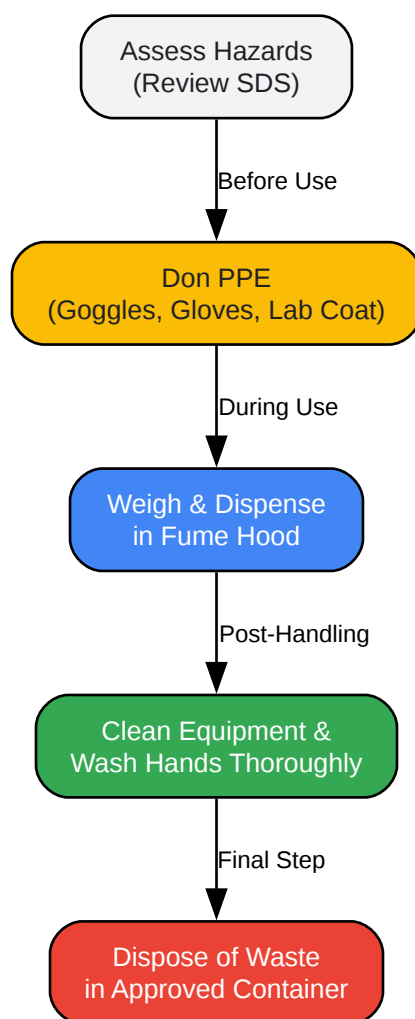 Assess Hazards
(Review SDS)
Before Use
Don PPE
(Goggles, Gloves, Lab Coat)
During Use
Weigh & Dispense
in Fume Hood
Post-Handling
Clean Equipment &
Wash Hands Thoroughly
Final Step
Dispose of Waste
in Approved Container